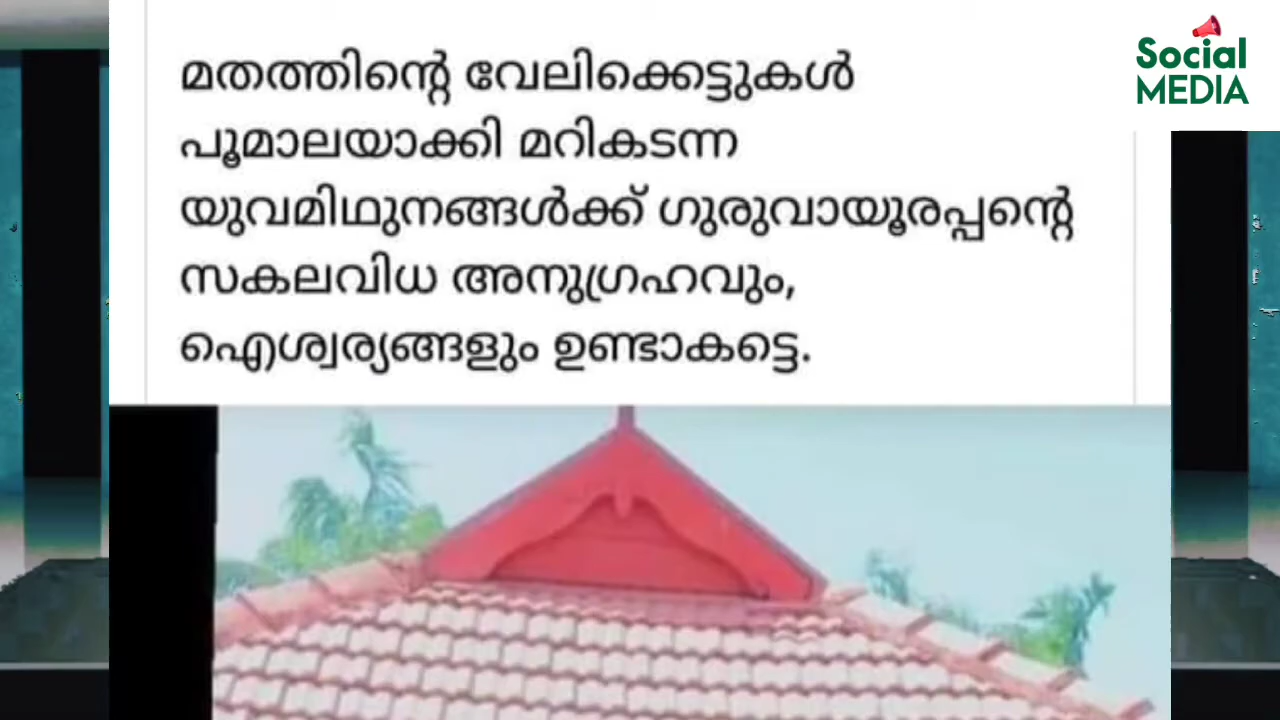 Social
MEDIA
മതത്തിന്റെ വേലിക്കെട്ടുകൾ
പൂമാലയാക്കി മറികടന്ന
യുവമിഥുനങ്ങൾക്ക് ഗുരുവായൂരപ്പന്റെ
സകലവിധ അനുഗ്രഹവും,
ഐശ്വര്യങ്ങളും ഉണ്ടാകട്ടെ.